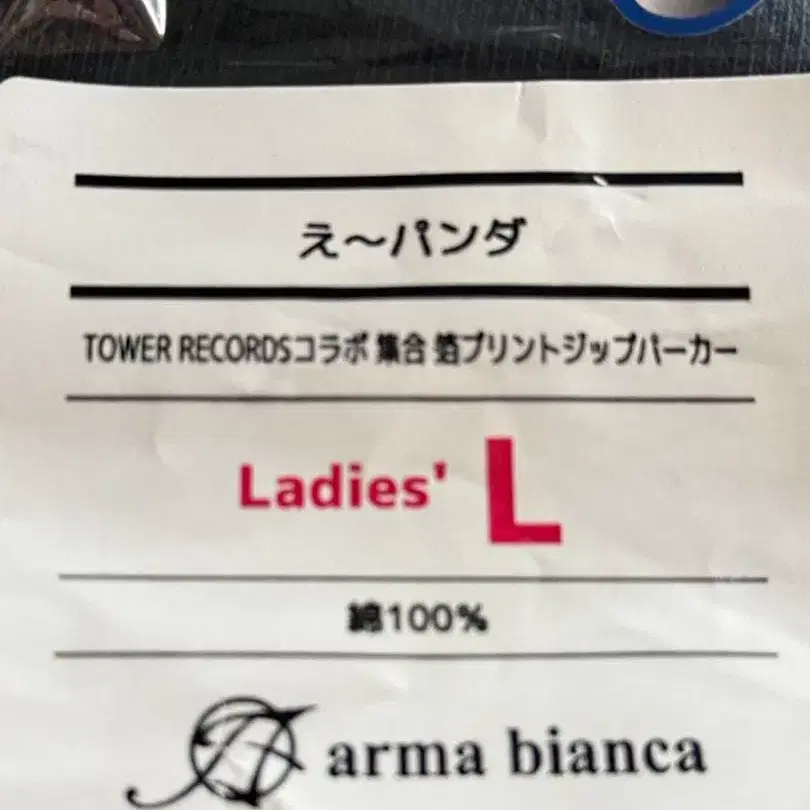 え～パンダ
TOWER RECORDSコラボ 集合 箔プリントジップパーカー
Ladies' L
綿100%
arma bianca